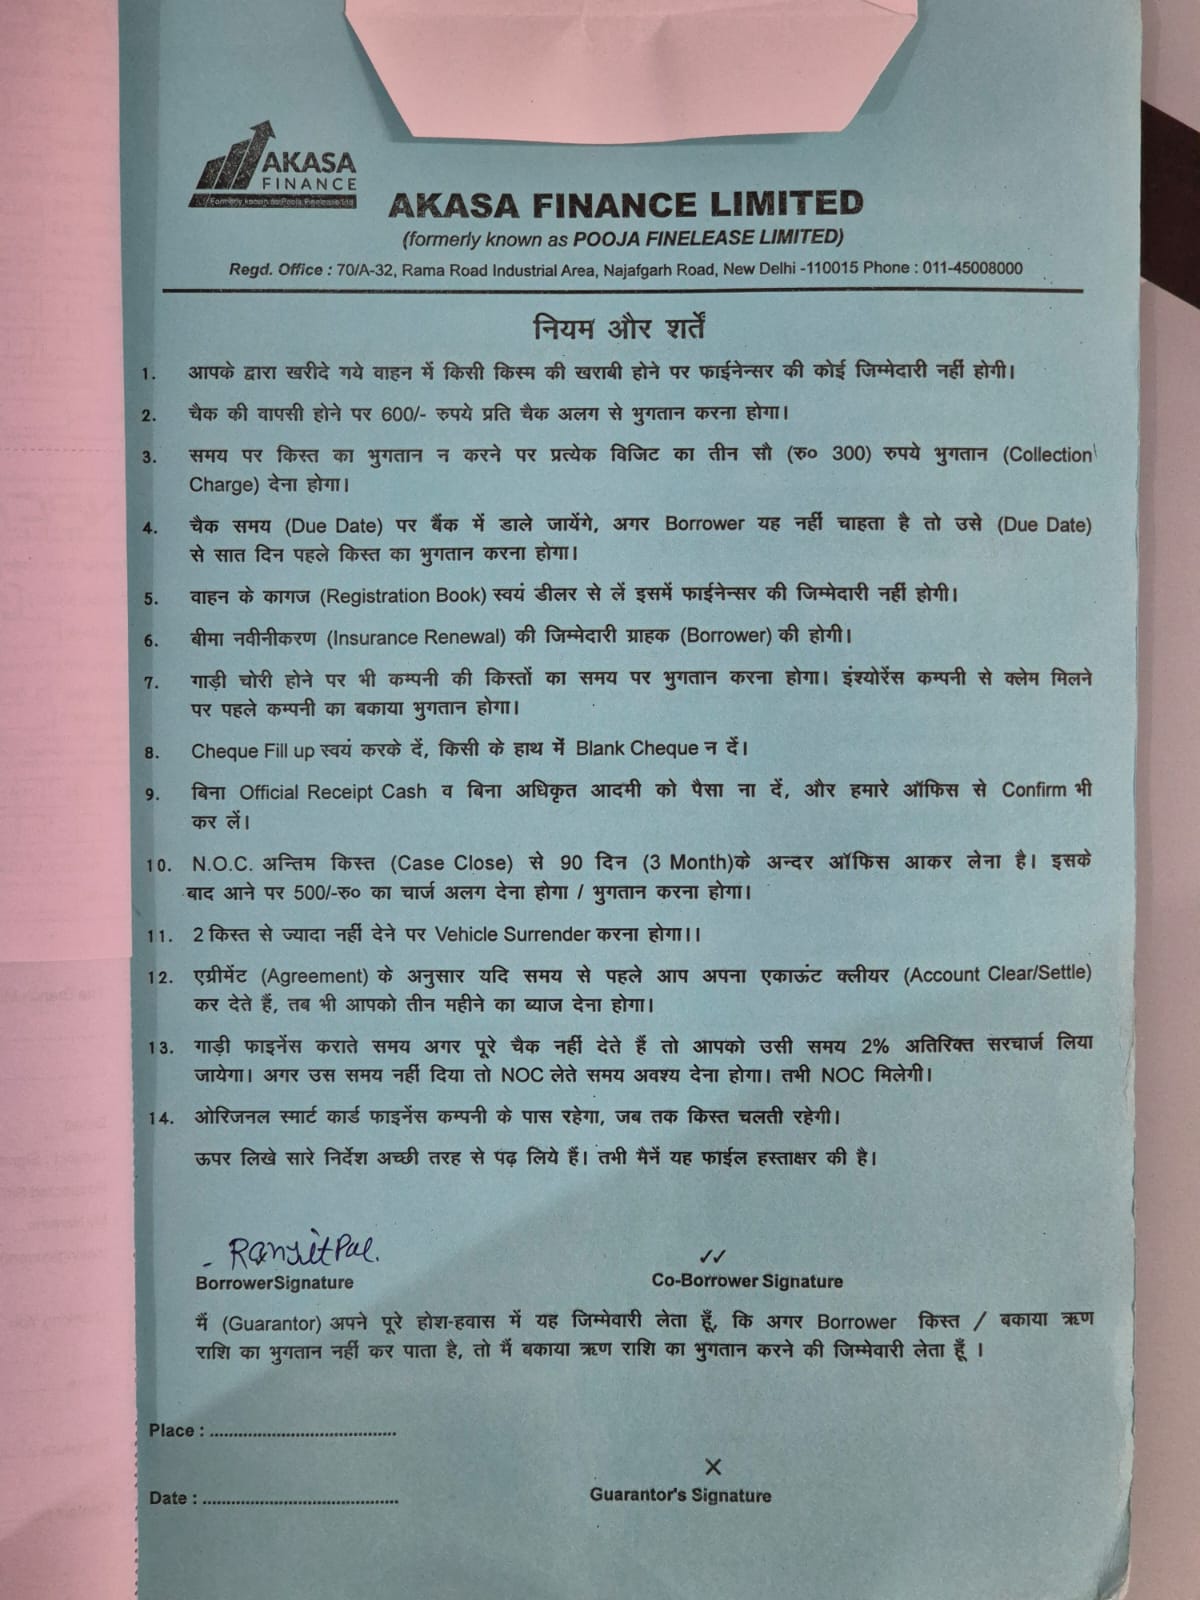 AKASA
FINANCE
Formerly known as Pooja Finelease Ltd
AKASA FINANCE LIMITED
(formerly known as POOJA FINELEASE LIMITED)
Regd. Office : 70/A-32, Rama Road Industrial Area, Najafgarh Road, New Delhi -110015 Phone : 011-45008000
नियम और शर्तें
1. आपके द्वारा खरीदे गये वाहन में किसी किस्म की खराबी होने पर फाईनेन्सर की कोई जिम्मेदारी नहीं होगी।
2. चैक की वापसी होने पर 600/- रुपये प्रति चैक अलग से भुगतान करना होगा।
3. समय पर किस्त का भुगतान न करने पर प्रत्येक विजिट का तीन सौ (रु० 300) रुपये भुगतान (Collection
Charge) देना होगा।
4. चैक समय (Due Date) पर बैंक में डाले जायेंगे, अगर Borrower यह नहीं चाहता है तो उसे (Due Date)
से सात दिन पहले किस्त का भुगतान करना होगा।
5. वाहन के कागज (Registration Book) स्वयं डीलर से लें इसमें फाईनेन्सर की जिम्मेदारी नहीं होगी।
6. बीमा नवीनीकरण (Insurance Renewal) की जिम्मेदारी ग्राहक (Borrower) की होगी।
7. गाड़ी चोरी होने पर भी कम्पनी की किस्तों का समय पर भुगतान करना होगा। इंश्योरेंस कम्पनी से क्लेम मिलने
पर पहले कम्पनी का बकाया भुगतान होगा।
8. Cheque Fill up स्वयं करके दें, किसी के हाथ में Blank Cheque न दें।
9. बिना Official Receipt Cash व बिना अधिकृत आदमी को पैसा ना दें, और हमारे ऑफिस से Confirm भी
कर लें।
10. N.O.C. अन्तिम किस्त (Case Close) से 90 दिन (3 Month)के अन्दर ऑफिस आकर लेना है। इसके
बाद आने पर 500/-रु० का चार्ज अलग देना होगा / भुगतान करना होगा।
11. 2 किस्त से ज्यादा नहीं देने पर Vehicle Surrender करना होगा।।
12. एग्रीमेंट (Agreement) के अनुसार यदि समय से पहले आप अपना एकाऊंट क्लीयर (Account Clear/Settle)
कर देते हैं, तब भी आपको तीन महीने का ब्याज देना होगा।
13. गाड़ी फाइनेंस कराते समय अगर पूरे चैक नहीं देते हैं तो आपको उसी समय 2% अतिरिक्त सरचार्ज लिया
जायेगा। अगर उस समय नहीं दिया तो NOC लेते समय अवश्य देना होगा। तभी NOC मिलेगी।
14. ओरिजनल स्मार्ट कार्ड फाइनेंस कम्पनी के पास रहेगा, जब तक किस्त चलती रहेगी।
ऊपर लिखे सारे निर्देश अच्छी तरह से पढ़ लिये हैं। तभी मैनें यह फाईल हस्ताक्षर की है।
Ranjit Pal.
BorrowerSignature
Co-Borrower Signature
मैं (Guarantor) अपने पूरे होश-हवास में यह जिम्मेवारी लेता हूँ, कि अगर Borrower किस्त / बकाया ऋण
राशि का भुगतान नहीं कर पाता है, तो मैं बकाया ऋण राशि का भुगतान करने की जिम्मेवारी लेता हूँ ।
Place : ........................................
X
Date : .........................................
Guarantor's Signature